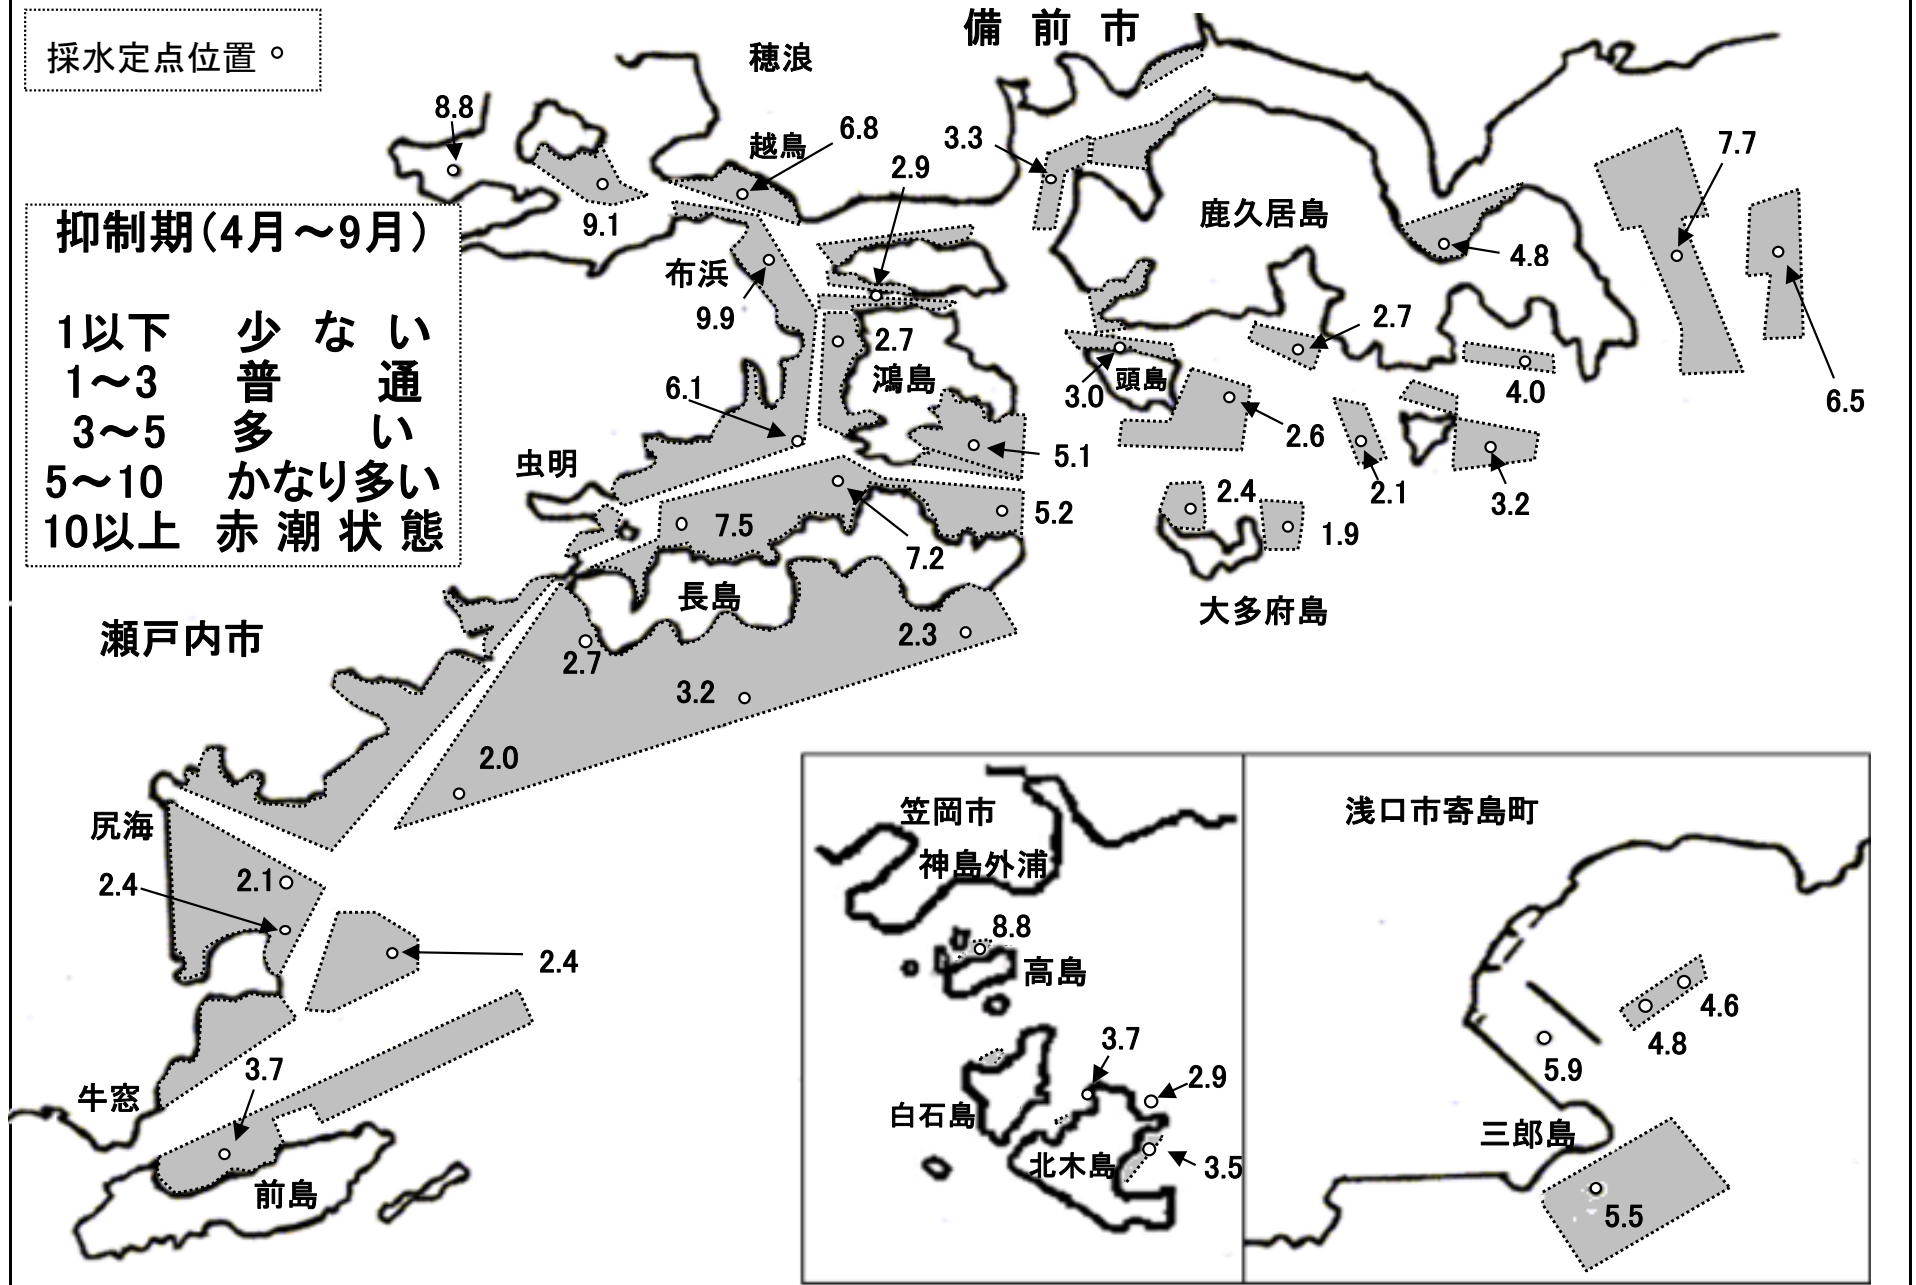 採水定点位置。
備前市
穂浪
8.8
越鳥
6.8
3.3
2.9
7.7
抑制期(4月～9月)
1以下 少ない
1～3 普通
3～5 多い
5～10 かなり多い
10以上 赤潮状態
9.1
鹿久居島
4.8
布浜
9.9
2.7
2.7
鴻島
頭島
6.1
3.0
4.0
6.5
2.6
5.1
虫明
2.1
3.2
2.4
7.5
5.2
1.9
7.2
長島
大多府島
瀬戸内市
2.3
2.7
3.2
2.0
尻海
2.1
2.4
2.4
牛窓
3.7
前島
笠岡市
神島外浦
8.8
高島
3.7
2.9
白石島
北木島
3.5
浅口市寄島町
4.6
4.8
5.9
三郎島
5.5